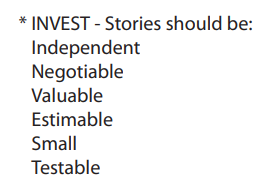 * INVEST - Stories should be:
Independent
Negotiable
Valuable
Estimable
Small
Testable